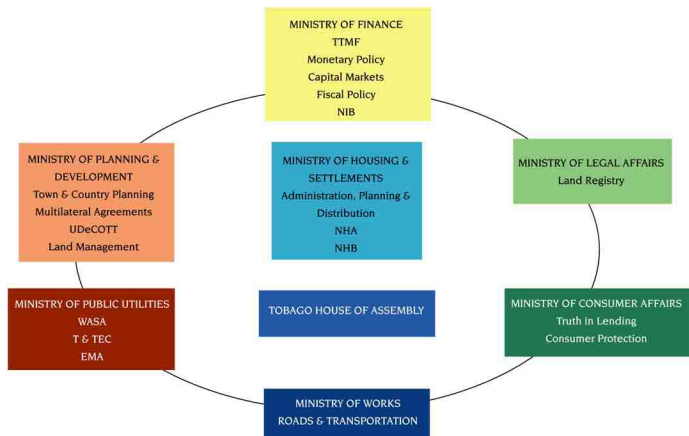 MINISTRY OF FINANCE
TTMF
Monetary Policy
Capital Markets
Fiscal Policy
NIB
MINISTRY OF PLANNING &
DEVELOPMENT
Town & Country Planning
Multilateral Agreements
UDeCOTT
Land Management
MINISTRY OF HOUSING &
SETTLEMENTS
Administration, Planning &
Distribution
NHA
NHB
MINISTRY OF LEGAL AFFAIRS
Land Registry
MINISTRY OF PUBLIC UTILITIES
WASA
T & TEC
EMA
TOBAGO HOUSE OF ASSEMBLY
MINISTRY OF CONSUMER AFFAIRS
Truth in Lending
Consumer Protection
MINISTRY OF WORKS
ROADS & TRANSPORTATION